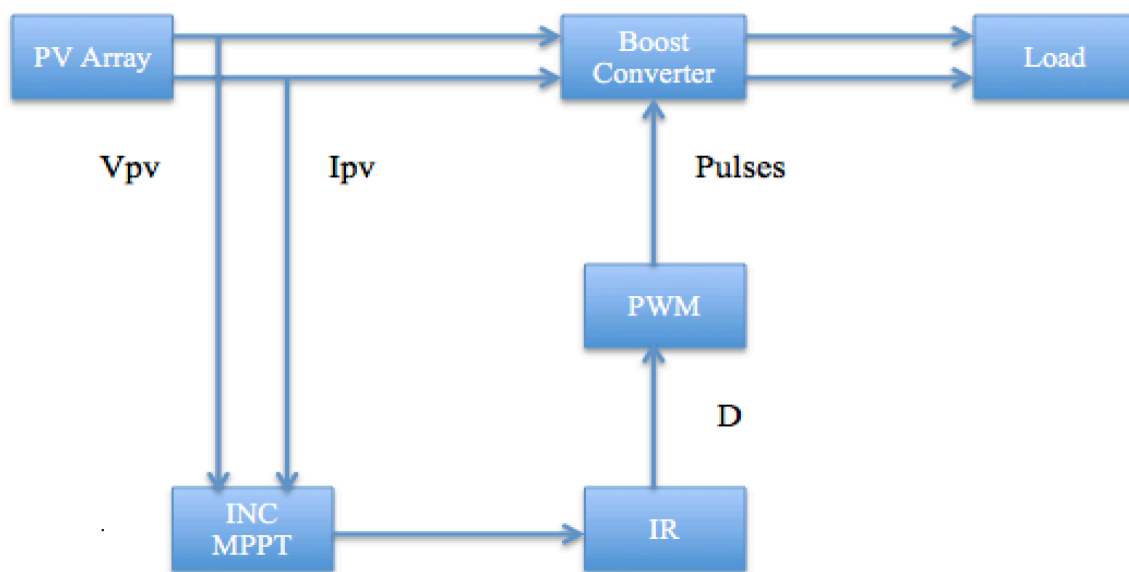 PV Array
Boost
Converter
Load
Vpv
Ipv
Pulses
PWM
D
INC
MPPT
IR